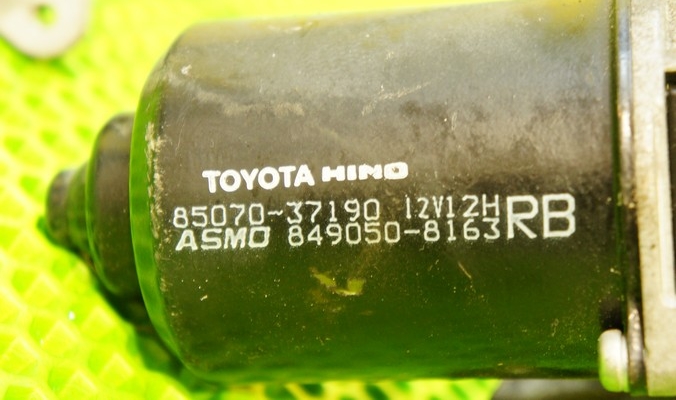 TOYOTA HINO
85070-37190 12V12H RB
ASMO 849050-8163